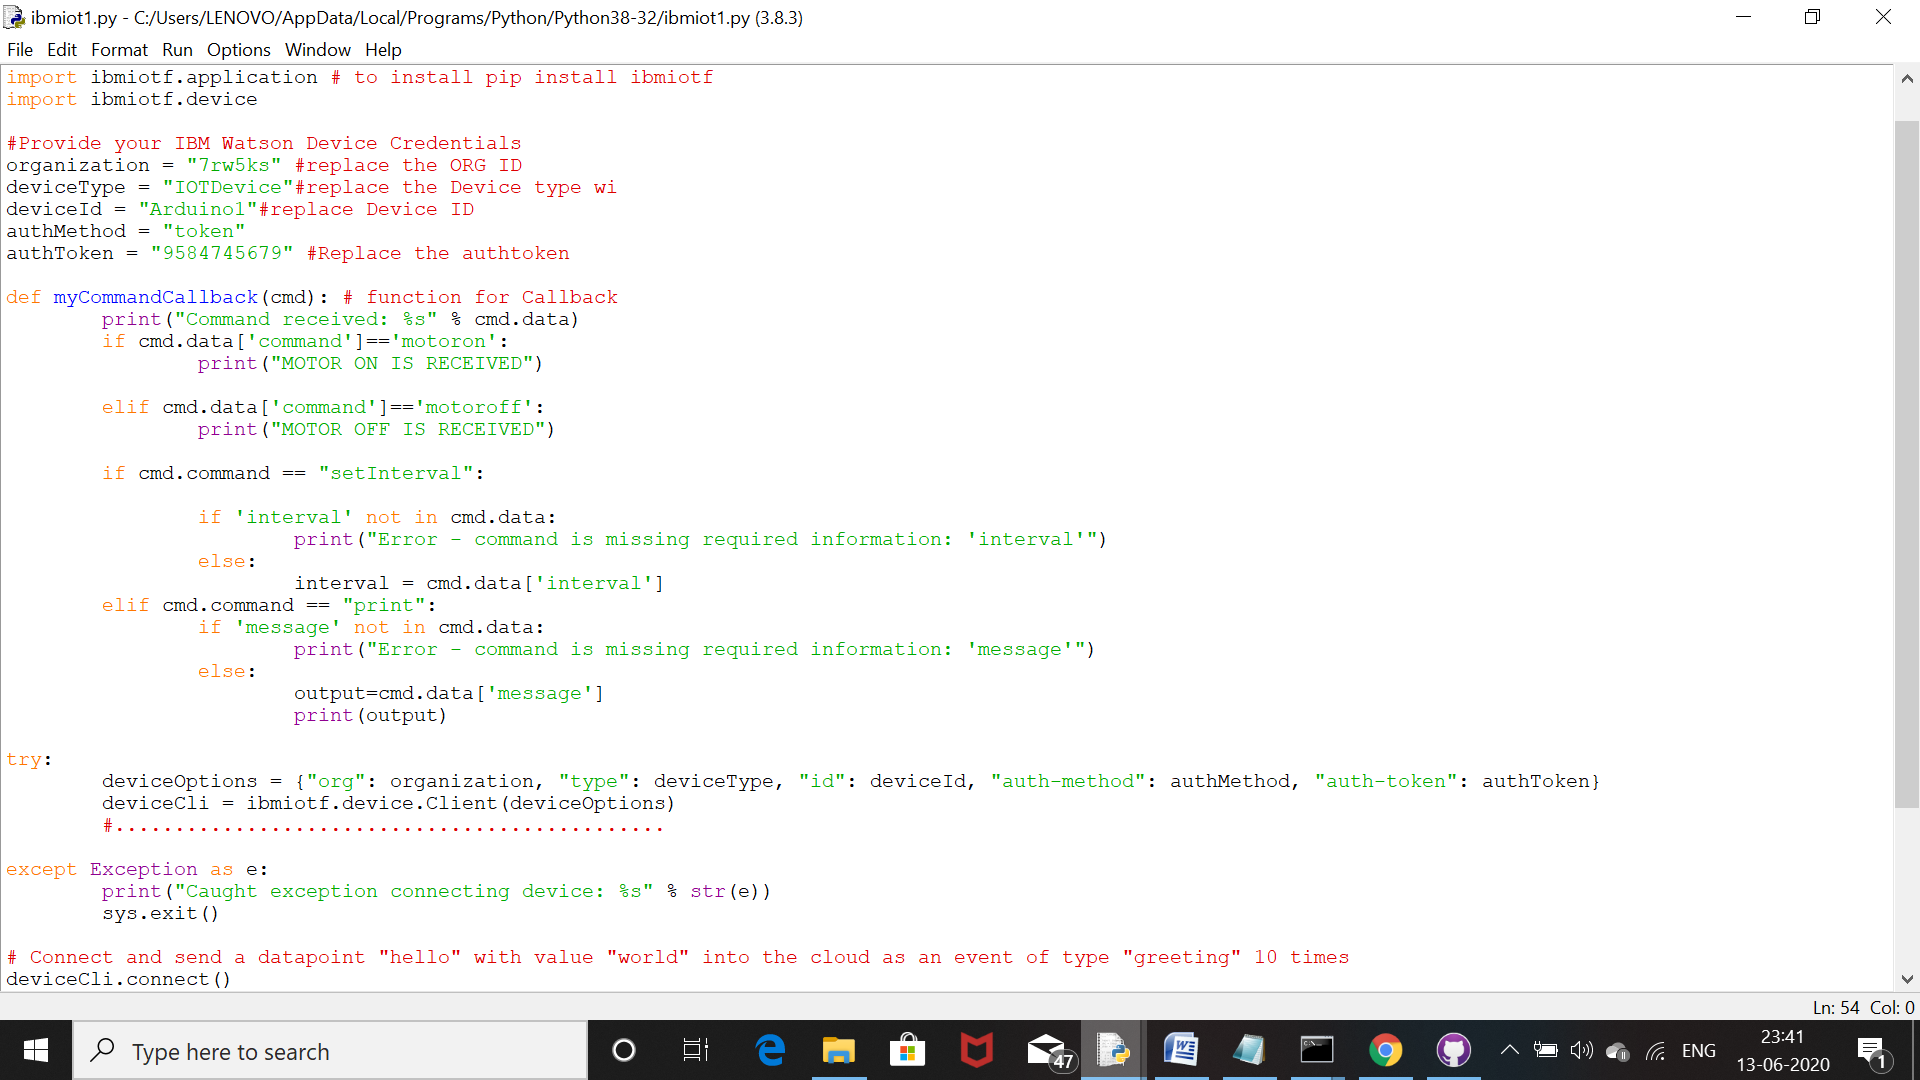 ibmiot1.py - C:/Users/LENOVO/AppData/Local/Programs/Python/Python38-32/ibmiot1.py (3.8.3)
File Edit Format Run Options Window Help
import ibmiotf.application # to install pip install ibmiotf
import ibmiotf.device
#Provide your IBM Watson Device Credentials
organization = "7rw5ks" #replace the ORG ID
deviceType = "IOTDevice"#replace the Device type wi
deviceId = "Arduino1"#replace Device ID
authMethod = "token"
authToken = "9584745679" #Replace the authtoken
def myCommandCallback(cmd): # function for Callback
        print("Command received: %s" % cmd.data)
        if cmd.data['command']=='motoron':
                print("MOTOR ON IS RECEIVED")
        elif cmd.data['command']=='motoroff':
                print("MOTOR OFF IS RECEIVED")
        if cmd.command == "setInterval":
                if 'interval' not in cmd.data:
                        print("Error - command is missing required information: 'interval'")
                else:
                        interval = cmd.data['interval']
        elif cmd.command == "print":
                if 'message' not in cmd.data:
                        print("Error - command is missing required information: 'message'")
                else:
                        output=cmd.data['message']
                        print(output)
try:
        deviceOptions = {"org": organization, "type": deviceType, "id": deviceId, "auth-method": authMethod, "auth-token": authToken}
        deviceCli = ibmiotf.device.Client(deviceOptions)
        #..............................................
except Exception as e:
        print("Caught exception connecting device: %s" % str(e))
        sys.exit()
# Connect and send a datapoint "hello" with value "world" into the cloud as an event of type "greeting" 10 times
deviceCli.connect()
Ln: 54 Col: 0
Type here to search
47
ENG
23:41
13-06-2020
1